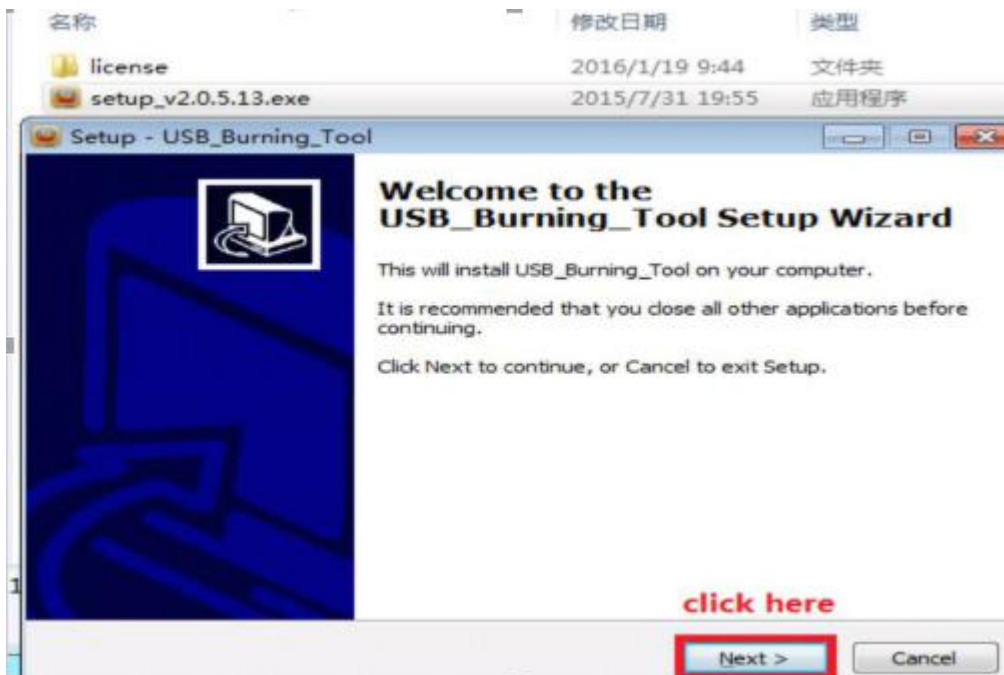 名称 修改日期 类型
license 2016/1/19 9:44 文件夹
setup_v2.0.5.13.exe 2015/7/31 19:55 应用程序
Setup - USB_Burning_Tool
Welcome to the
USB_Burning_Tool Setup Wizard
This will install USB_Burning_Tool on your computer.
It is recommended that you close all other applications before
continuing.
Click Next to continue, or Cancel to exit Setup.
1
click here
Next >
Cancel